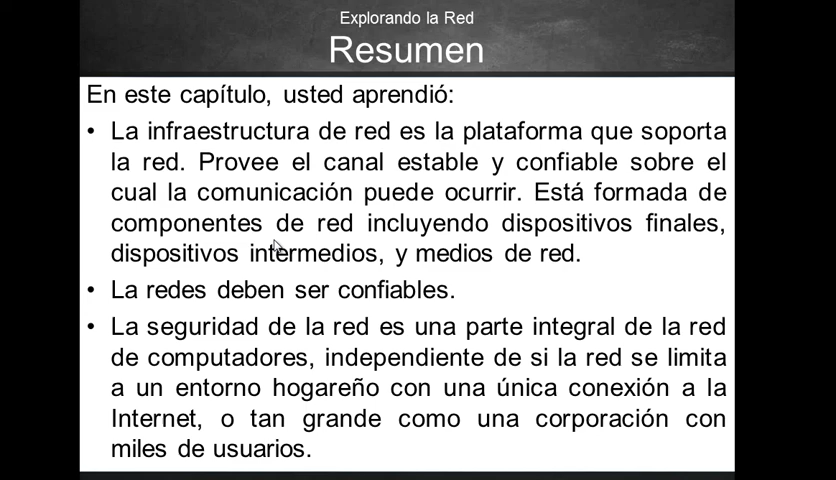 Explorando la Red
Resumen
En este capítulo, usted aprendió:
• La infraestructura de red es la plataforma que soporta
la red. Provee el canal estable y confiable sobre el
cual la comunicación puede ocurrir. Está formada de
componentes de red incluyendo dispositivos finales,
dispositivos intermedios, y medios de red.
• La redes deben ser confiables.
• La seguridad de la red es una parte integral de la red
de computadores, independiente de si la red se limita
a un entorno hogareño con una única conexión a la
Internet, o tan grande como una corporación con
miles de usuarios.